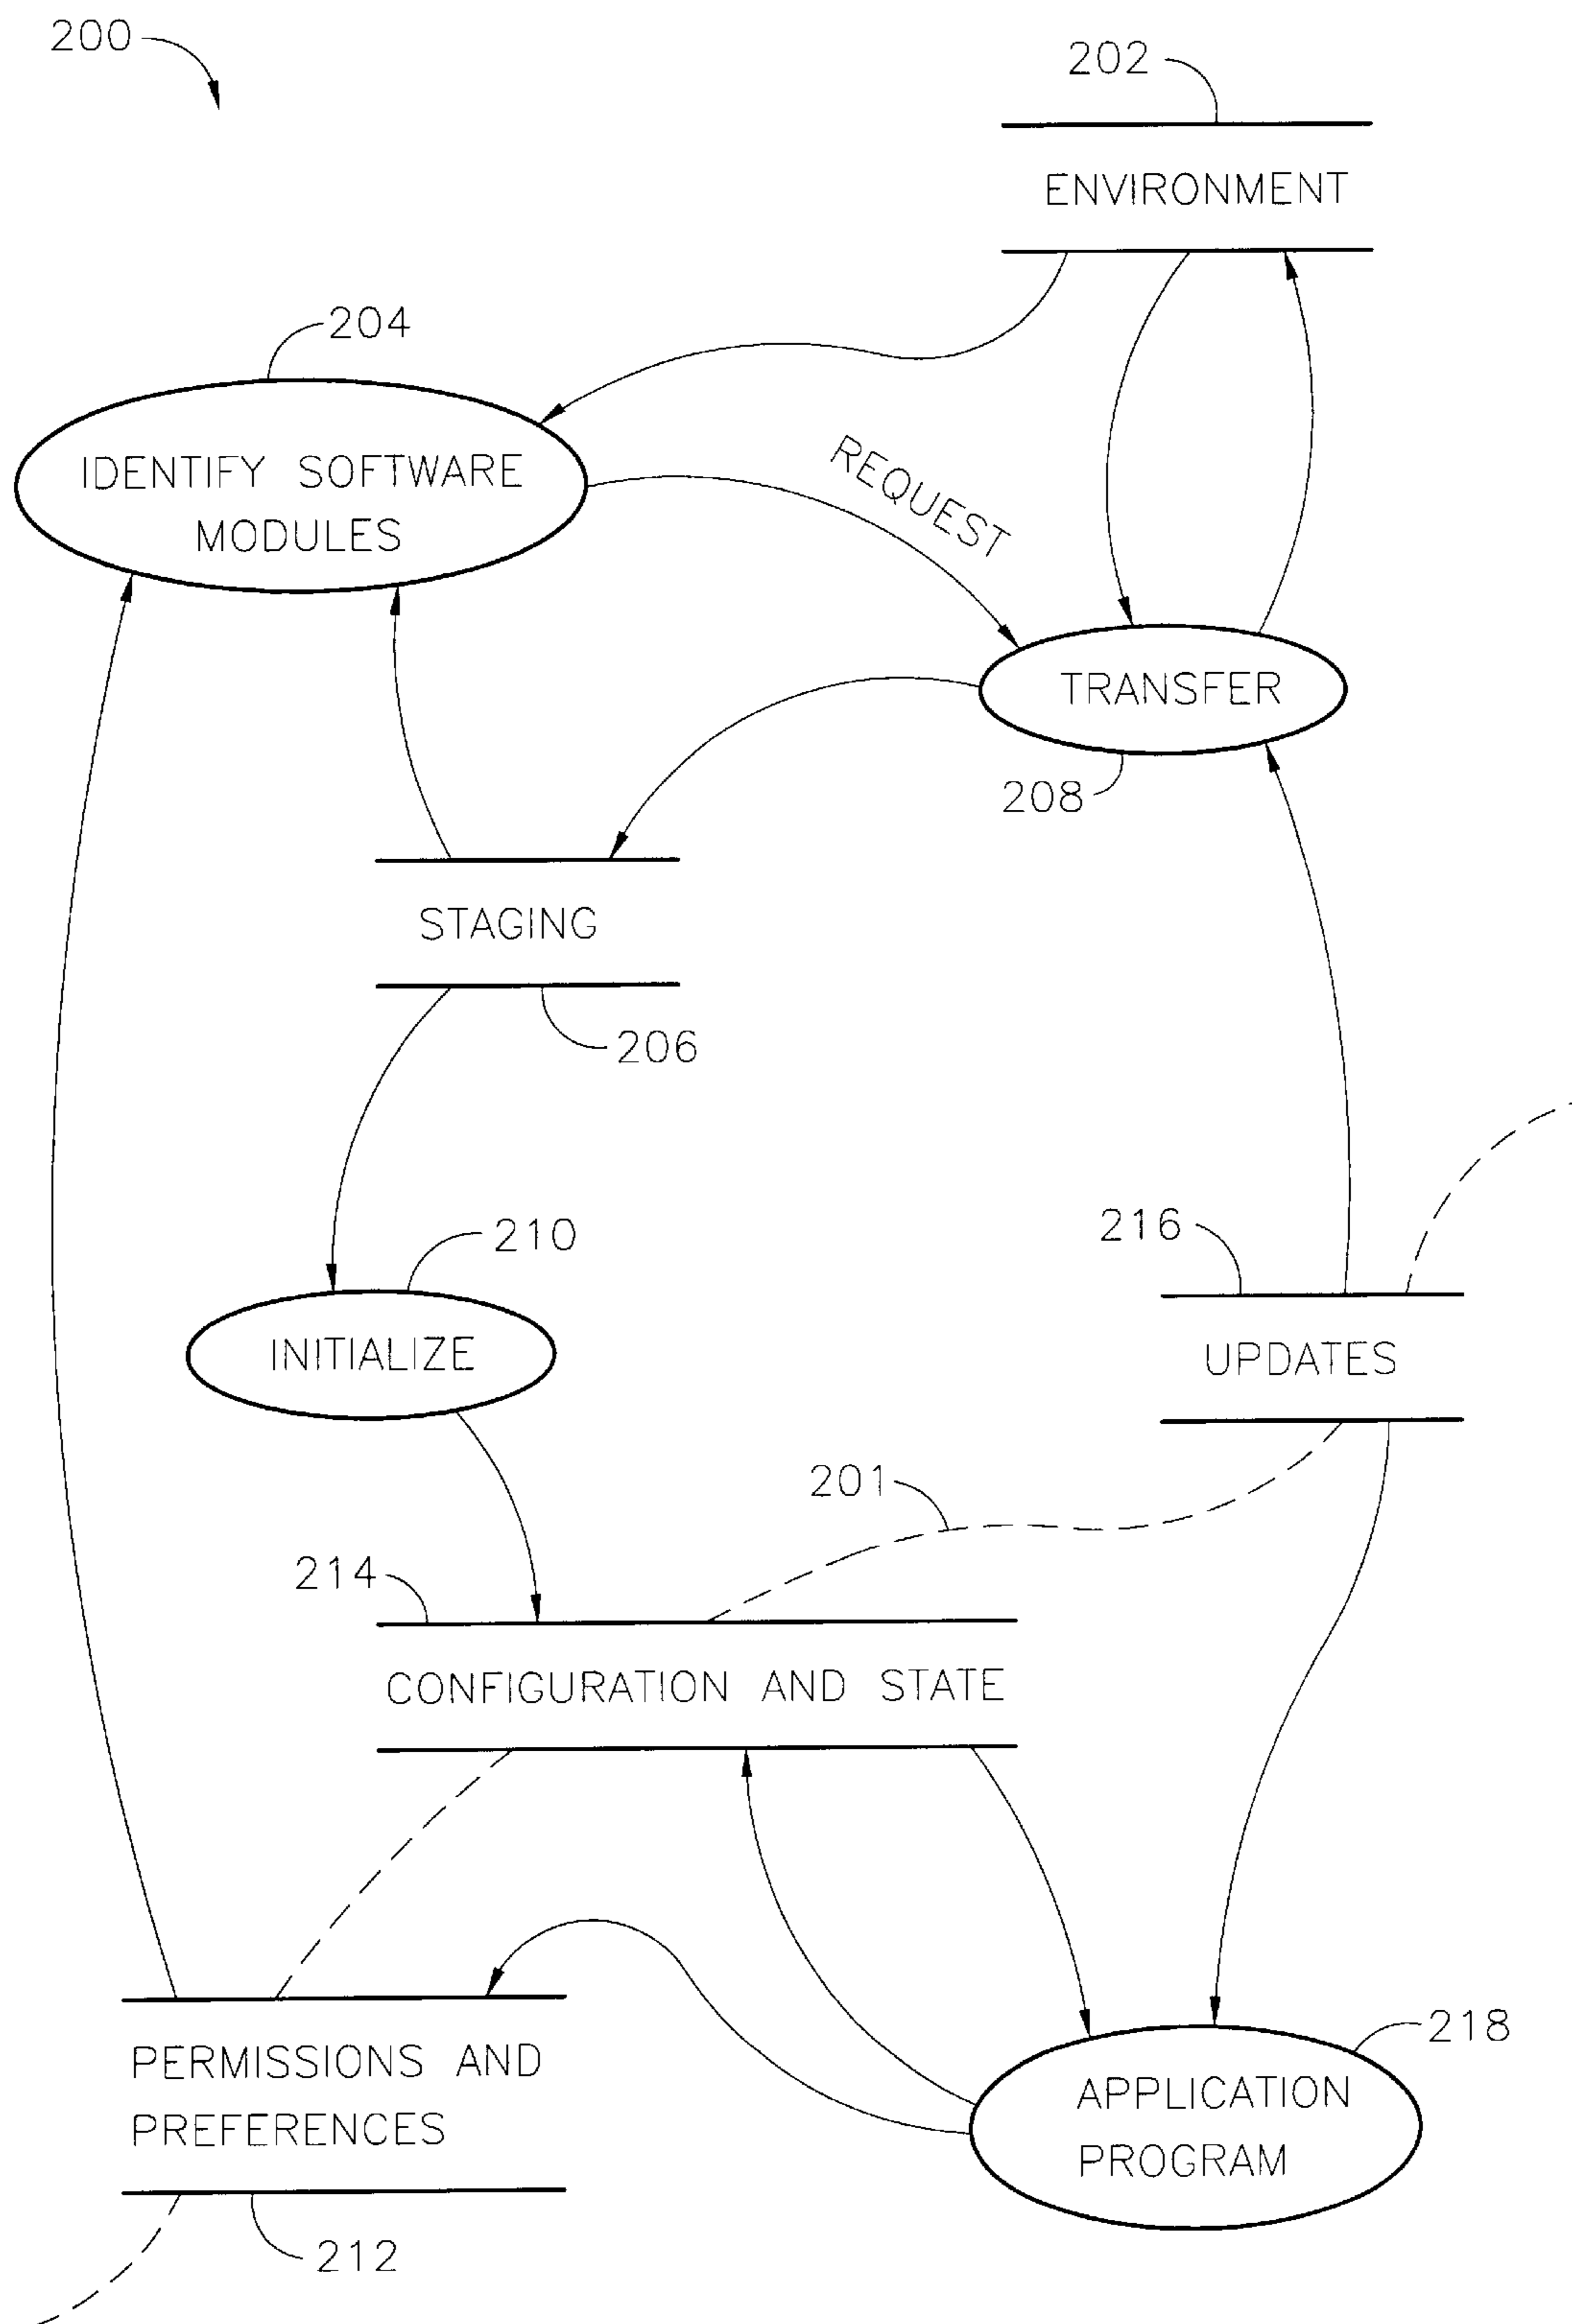 200
202
ENVIRONMENT
204
IDENTIFY SOFTWARE
MODULES
REQUEST
TRANSFER
208
STAGING
206
210
INITIALIZE
216
UPDATES
201
214
CONFIGURATION AND STATE
218
PERMISSIONS AND
PREFERENCES
APPLICATION
PROGRAM
212